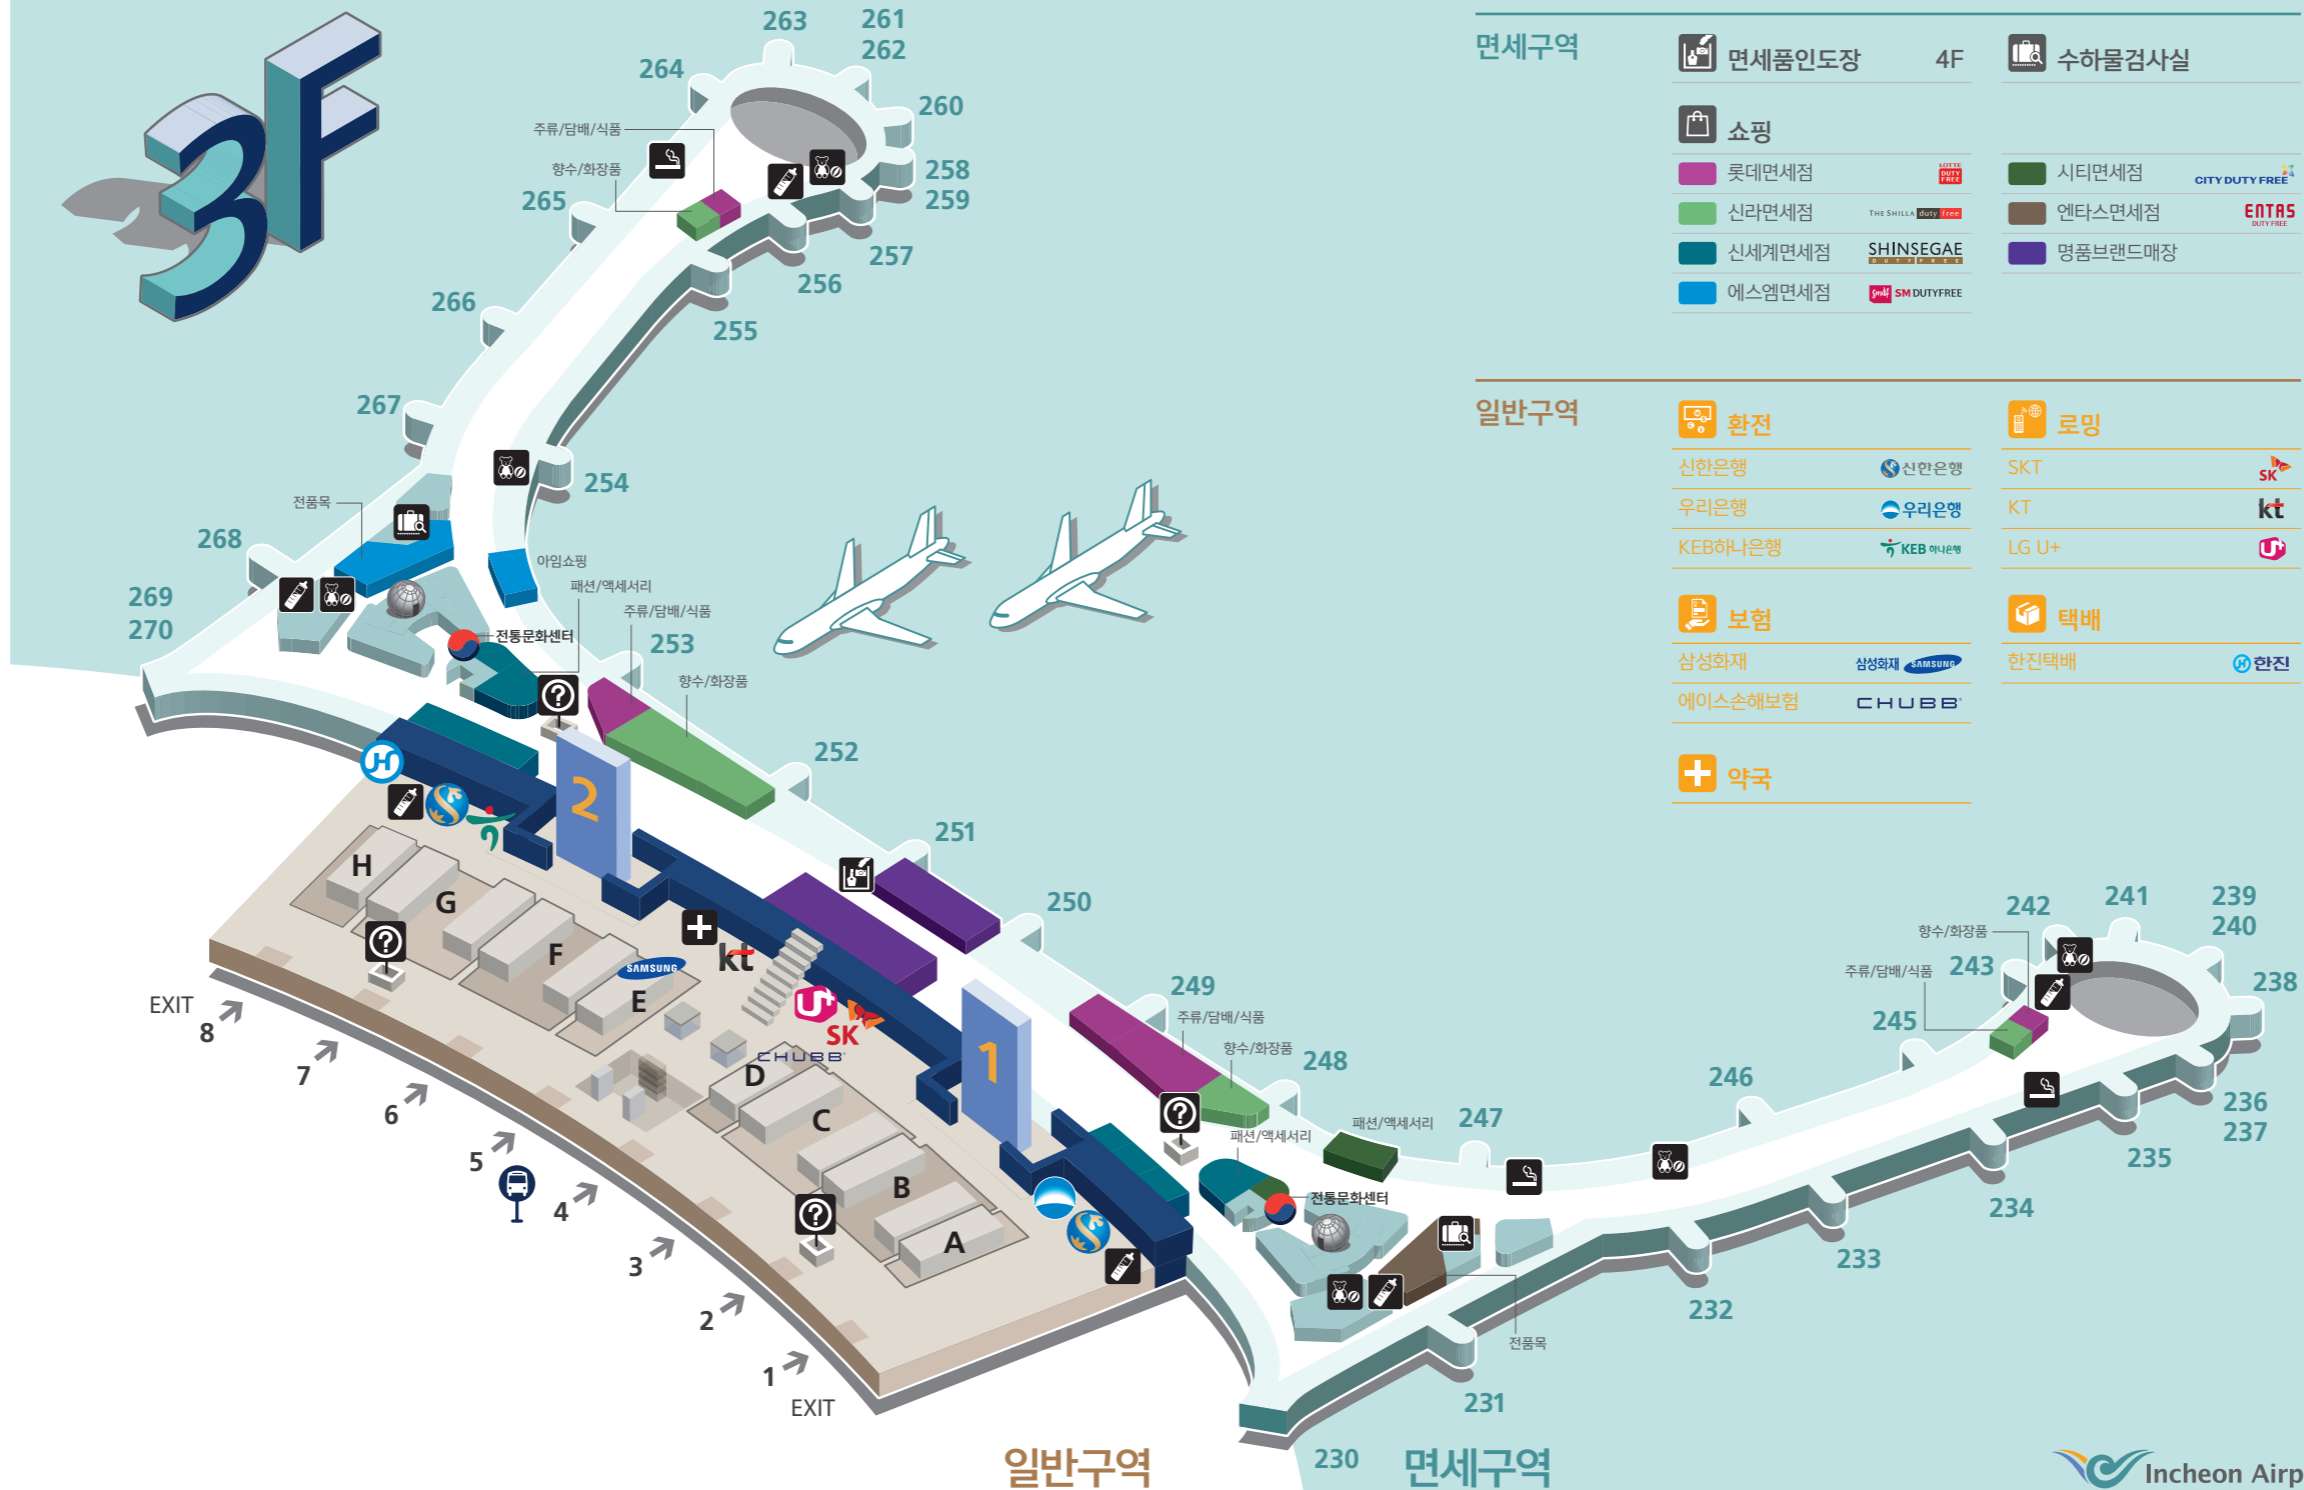 3F
263
261
262
264
260
주류/담배/식품
향수/화장품
258
259
265
257
256
266
255
267
254
전품목
268
아임쇼핑
패션/액세서리
주류/담배/식품
269
270
전통문화센터
253
향수/화장품
252
2
251
250
H
G
F
SAMSUNG
E
kt
U+
SK
CHUBB
D
C
B
A
1
249
주류/담배/식품
향수/화장품
248
패션/액세서리
패션/액세서리
247
246
전통문화센터
245
주류/담배/식품
243
향수/화장품
242
241
239
240
238
236
237
235
234
233
232
전품목
231
230
EXIT
8
7
6
5
4
3
2
1
EXIT
일반구역
면세구역
면세구역
면세품인도장 4F
수하물검사실
쇼핑
롯데면세점 LOTTE DUTY FREE
시티면세점 CITY DUTY FREE
신라면세점 THE SHILLA duty free
엔타스면세점 ENTAS DUTY FREE
신세계면세점 SHINSEGAE DUTY FREE
명품브랜드매장
에스엠면세점 smdf SM DUTYFREE
일반구역
환전
로밍
신한은행 신한은행
SKT SK
우리은행 우리은행
KT kt
KEB하나은행 KEB 하나은행
LG U+ U+
보험
택배
삼성화재 삼성화재 SAMSUNG
한진택배 한진
에이스손해보험 CHUBB
약국
Incheon Airp